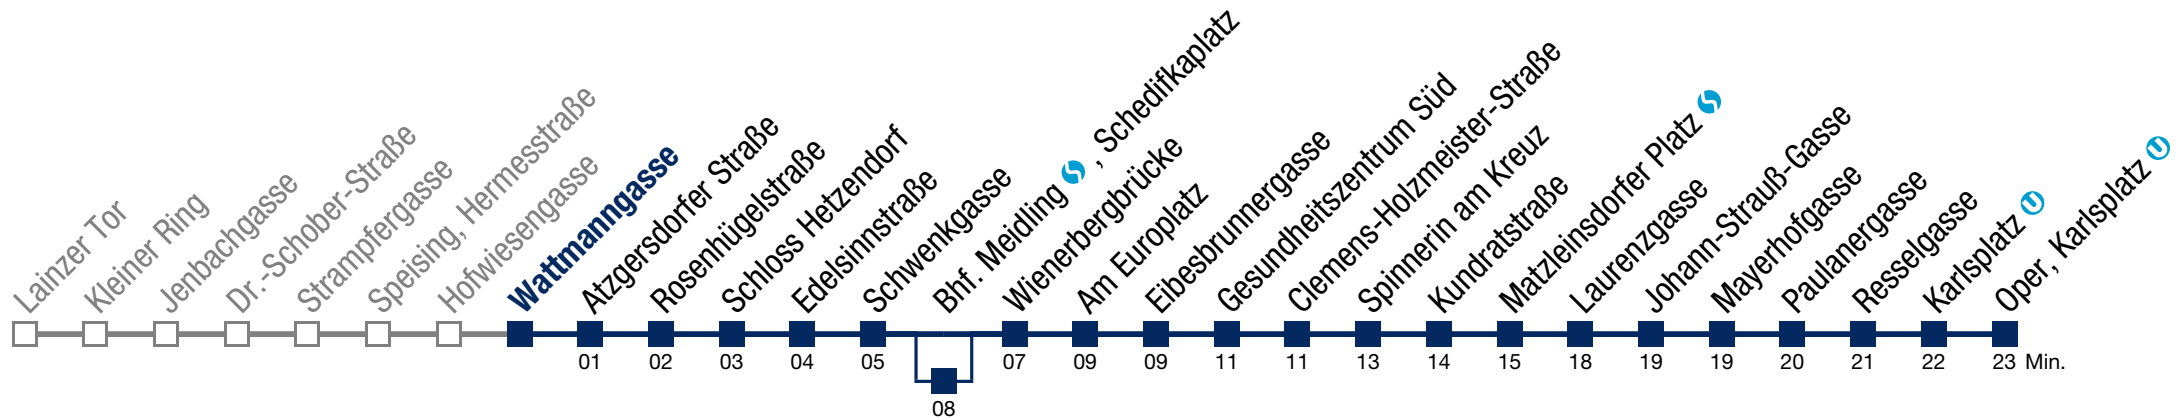 Lainzer Tor
Kleiner Ring
Jenbachgasse
Dr.-Schober-Straße
Strampfergasse
Speising, Hermesstraße
Hofwiesengasse
Wattmanngasse
Atzgersdorfer Straße
Rosenhügelstraße
Schloss Hetzendorf
Edelsinnstraße
Schwenkgasse
Bhf. Meidling S, Schedifkaplatz
Wienerbergbrücke
Am Europlatz
Eibesbrunnergasse
Gesundheitszentrum Süd
Clemens-Holzmeister-Straße
Spinnerin am Kreuz
Kundratstraße
Matzleinsdorfer Platz S
Laurenzgasse
Johann-Strauß-Gasse
Mayerhofgasse
Paulanergasse
Resselgasse
Karlsplatz U
Oper, Karlsplatz U
01 02 03 04 05 07 09 09 11 11 13 14 15 18 19 19 20 21 22 23 Min.
08